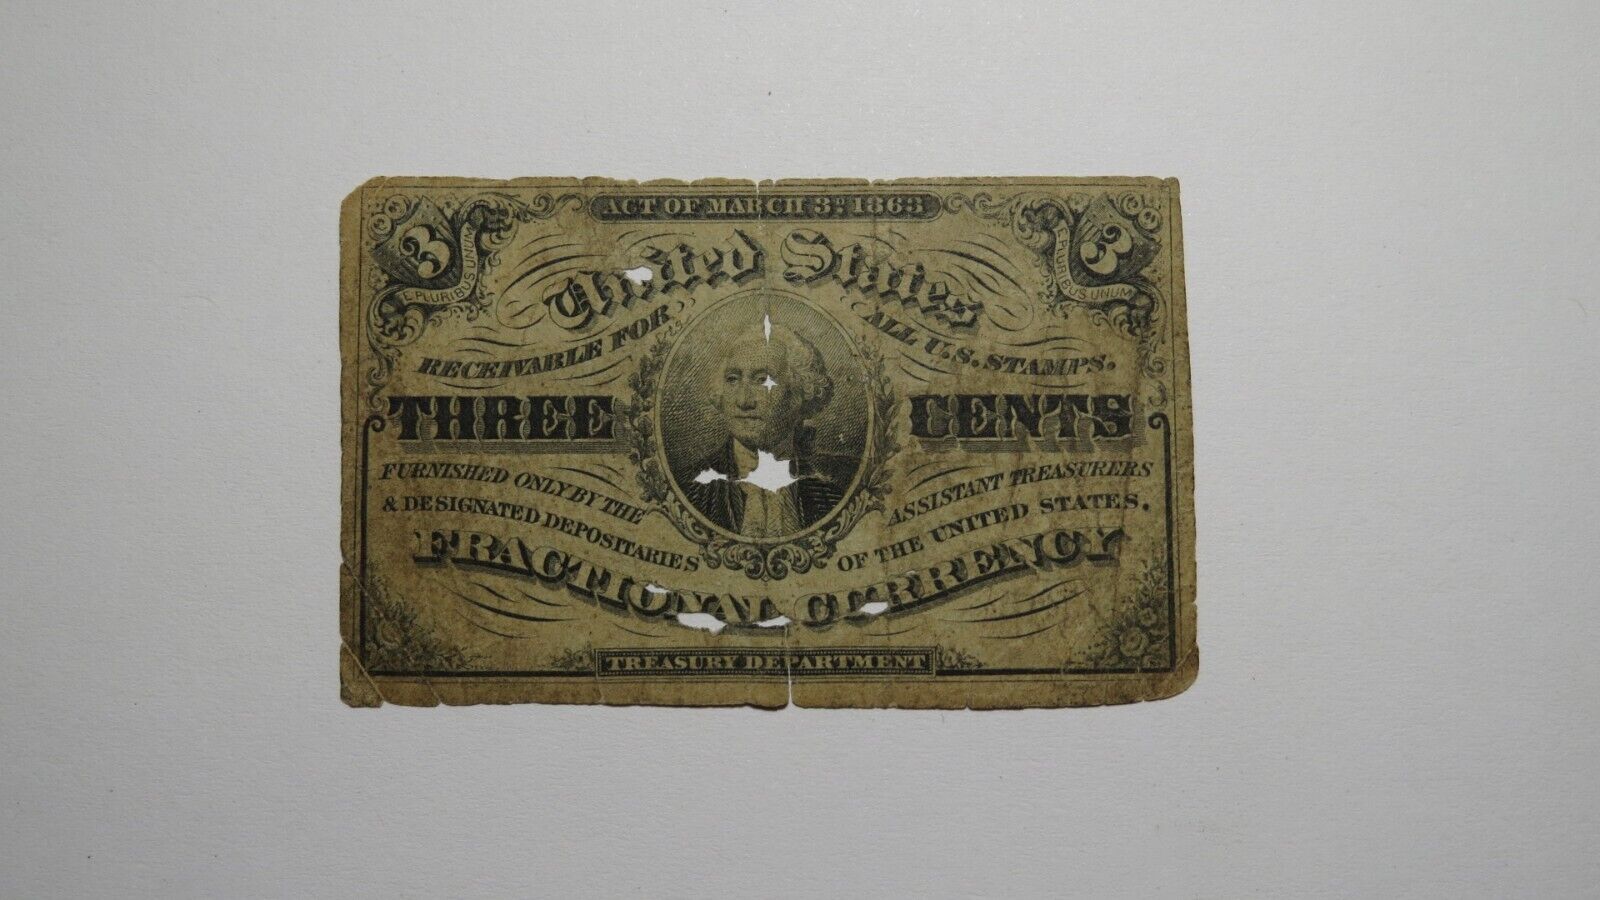 ACT OF MARCH 3D 1863
3
E PLURIBUS UNUM
3
E PLURIBUS UNUM
United States
RECEIVABLE FOR ALL U.S. STAMPS.
THREE CENTS
FURNISHED ONLY BY THE ASSISTANT TREASURERS
& DESIGNATED DEPOSITARIES OF THE UNITED STATES.
FRACTIONAL CURRENCY
TREASURY DEPARTMENT